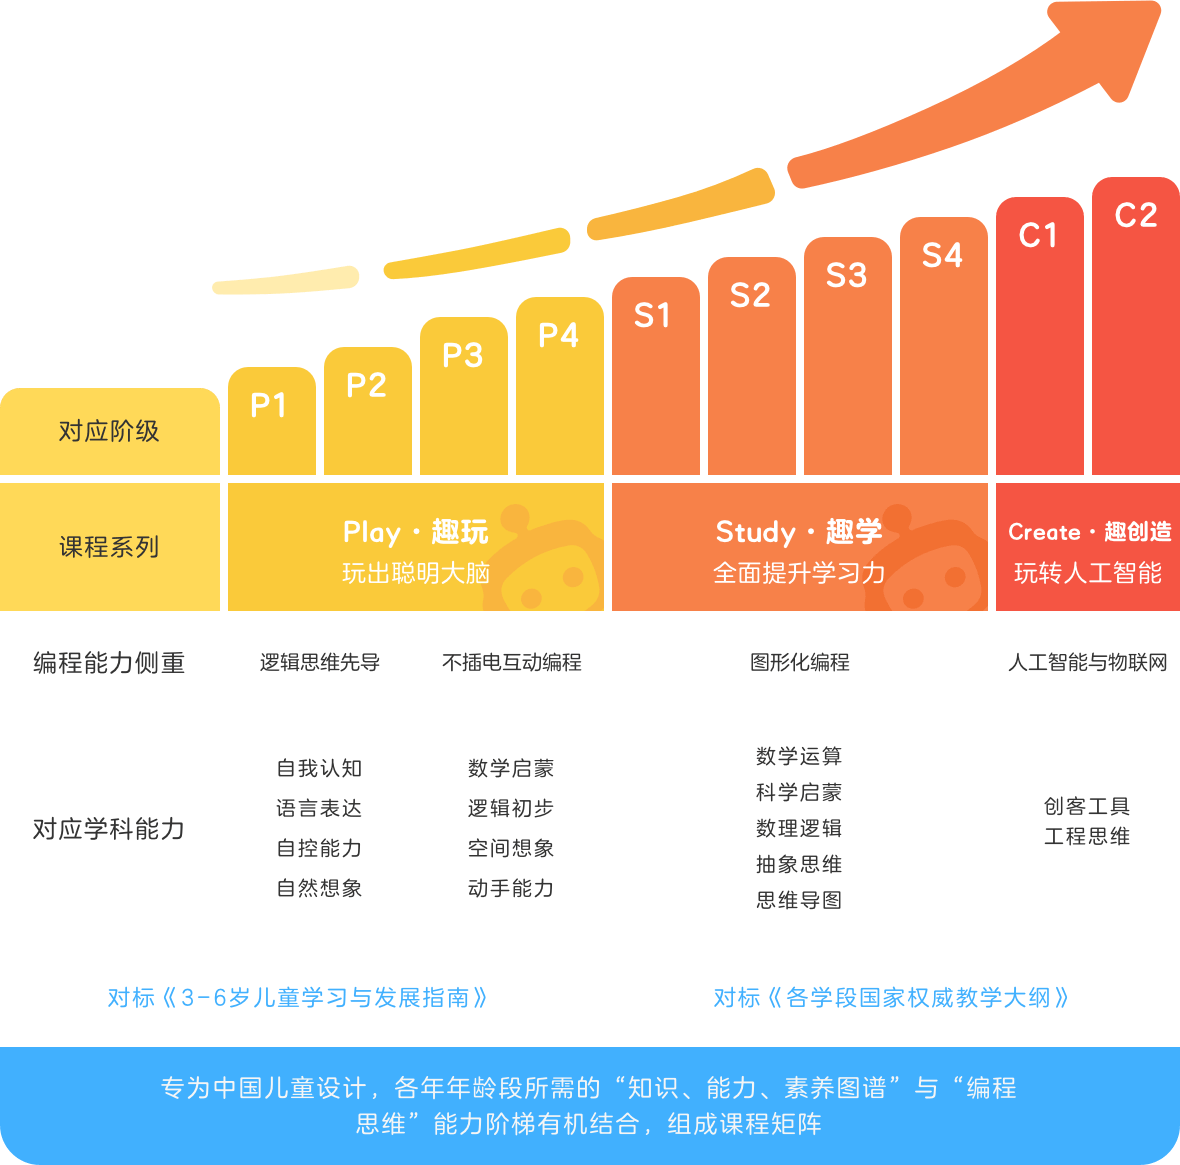 对应阶级
P1
P2
P3
P4
S1
S2
S3
S4
C1
C2
课程系列
Play·趣玩
玩出聪明大脑
Study·趣学
全面提升学习力
Create·趣创造
玩转人工智能
编程能力侧重
逻辑思维先导
不插电互动编程
图形化编程
人工智能与物联网
对应学科能力
自我认知
语言表达
自控能力
自然想象
数学启蒙
逻辑初步
空间想象
动手能力
数学运算
科学启蒙
数理逻辑
抽象思维
思维导图
创客工具
工程思维
对标《3-6岁儿童学习与发展指南》
对标《各学段国家权威教学大纲》
专为中国儿童设计，各年年龄段所需的“知识、能力、素养图谱”与“编程
思维”能力阶梯有机结合，组成课程矩阵